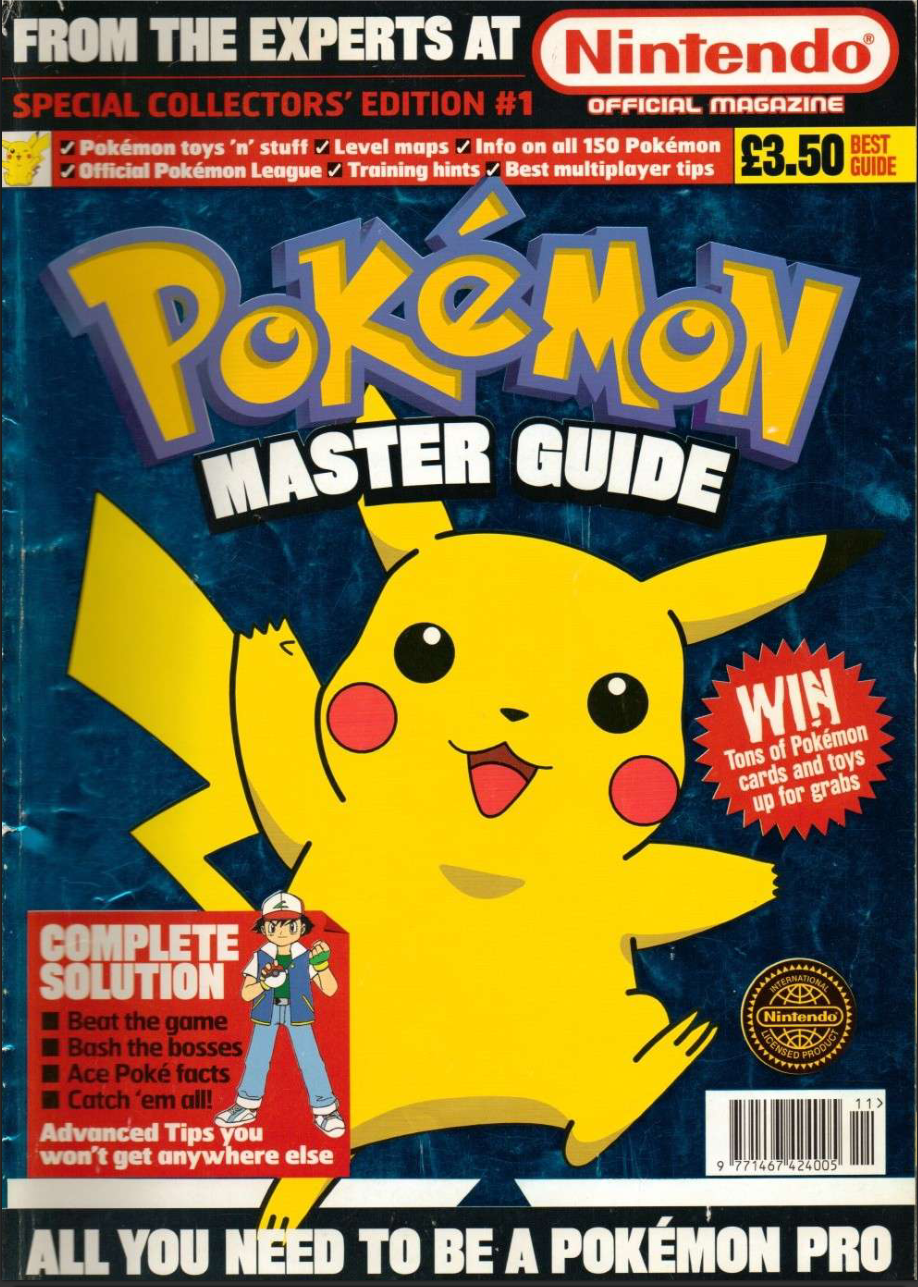 FROM THE EXPERTS AT
Nintendo®
SPECIAL COLLECTORS' EDITION #1
OFFICIAL MAGAZINE
✓ Pokémon toys 'n' stuff ✓ Level maps ✓ Info on all 150 Pokémon
✓ Official Pokémon League ✓ Training hints ✓ Best multiplayer tips
£3.50 BEST
GUIDE
POKéMON
MASTER GUIDE
WIN
Tons of Pokémon
cards and toys
up for grabs
COMPLETE
SOLUTION
■ Beat the game
■ Bash the bosses
■ Ace Poké facts
■ Catch 'em all!
Advanced Tips you
won't get anywhere else
INTERNATIONAL
Nintendo
LICENSED PRODUCT
11>
9 771467 424005
ALL YOU NEED TO BE A POKÉMON PRO